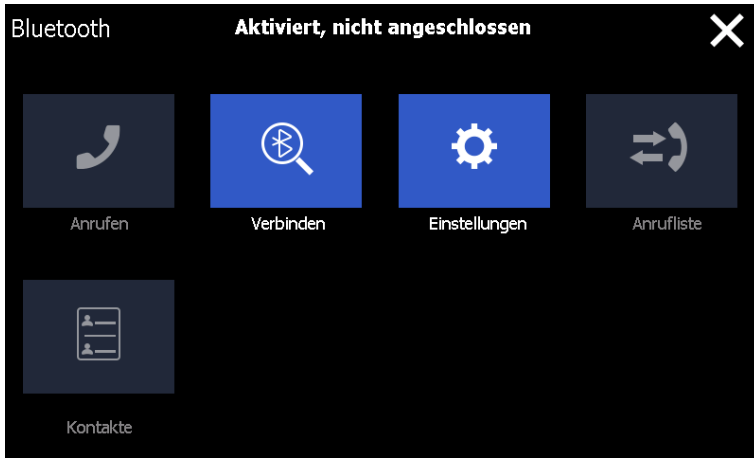 Bluetooth
Aktiviert, nicht angeschlossen
Anrufen
Verbinden
Einstellungen
Anrufliste
Kontakte